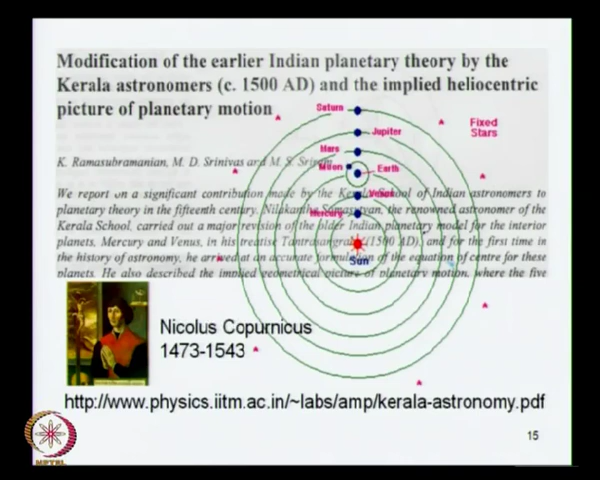 Modification of the earlier Indian planetary theory by the
Kerala astronomers (c. 1500 AD) and the implied heliocentric
picture of planetary motion
Saturn
Jupiter
Fixed
Stars
Mars
Moon
Earth
Venus
Mercury
Sun
K. Ramasubramanian, M. D. Srinivas and M. S. Sriram
We report on a significant contribution made by the Kerala School of Indian astronomers to
planetary theory in the fifteenth century. Nilakantha Somasutvan, the renowned astronomer of the
Kerala School, carried out a major revision of the older Indian planetary model for the interior
planets, Mercury and Venus, in his treatise Tantrasangraha (1500 AD); and for the first time in
the history of astronomy, he arrived at an accurate formulation of the equation of centre for these
planets. He also described the implied geometrical picture of planetary motion, where the five
Nicolus Copurnicus
1473-1543
http://www.physics.iitm.ac.in/~labs/amp/kerala-astronomy.pdf
15
NPTEL